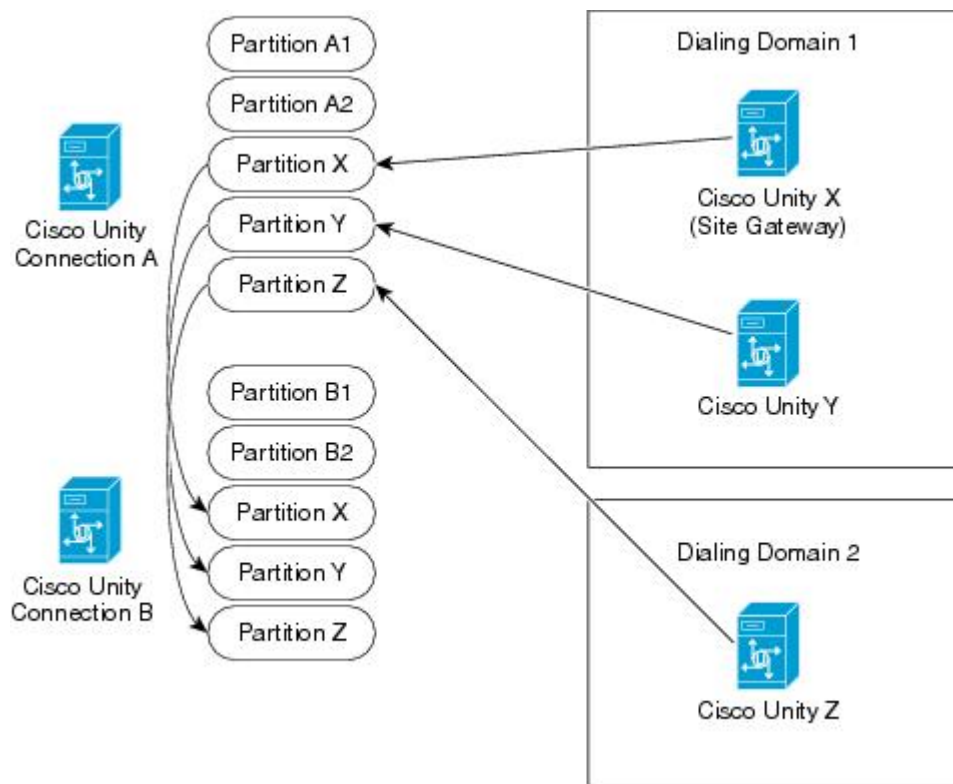 Partition A1
Partition A2
Partition X
Partition Y
Partition Z
Cisco Unity
Connection A
Partition B1
Partition B2
Partition X
Partition Y
Partition Z
Cisco Unity
Connection B
Dialing Domain 1
Cisco Unity X
(Site Gateway)
Cisco Unity Y
Dialing Domain 2
Cisco Unity Z